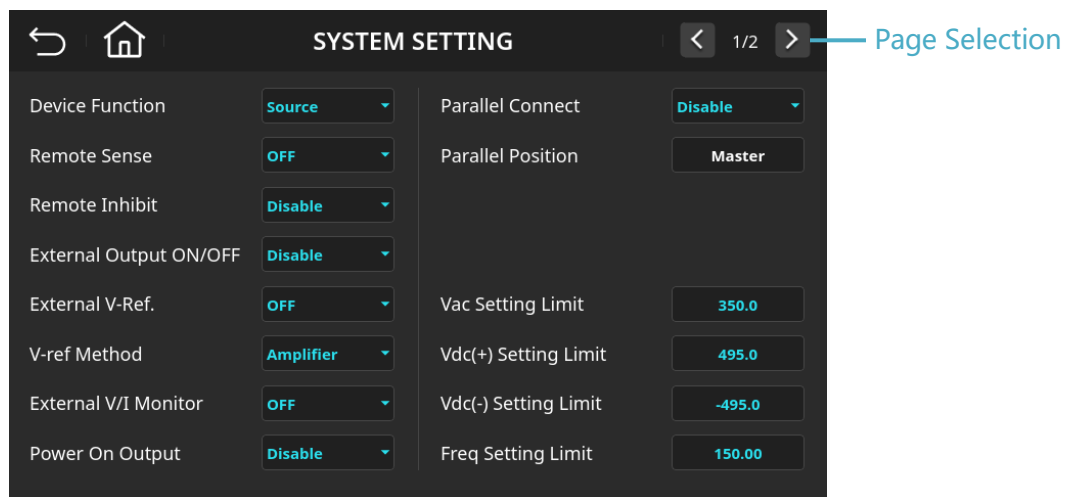 SYSTEM SETTING
1/2
Page Selection
Device Function Source
Remote Sense OFF
Remote Inhibit Disable
External Output ON/OFF Disable
External V-Ref. OFF
V-ref Method Amplifier
External V/I Monitor OFF
Power On Output Disable
Parallel Connect Disable
Parallel Position Master
Vac Setting Limit 350.0
Vdc(+) Setting Limit 495.0
Vdc(-) Setting Limit -495.0
Freq Setting Limit 150.00